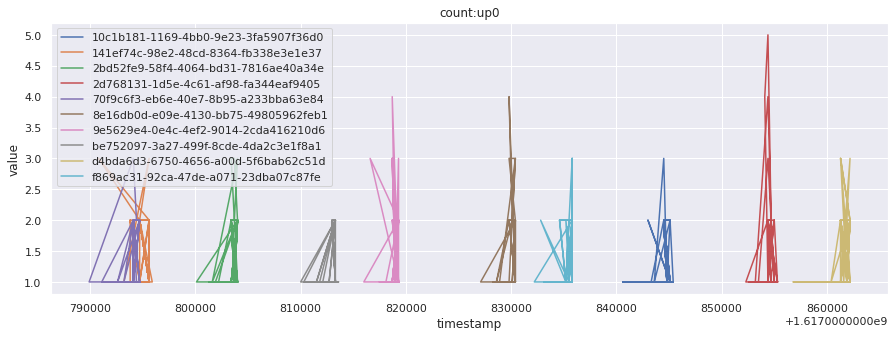 count:up0
10c1b181-1169-4bb0-9e23-3fa5907f36d0
141ef74c-98e2-48cd-8364-fb338e3e1e37
2bd52fe9-58f4-4064-bd31-7816ae40a34e
2d768131-1d5e-4c61-af98-fa344eaf9405
70f9c6f3-eb6e-40e7-8b95-a233bba63e84
8e16db0d-e09e-4130-bb75-49805962feb1
9e5629e4-0e4c-4ef2-9014-2cda416210d6
be752097-3a27-499f-8cde-4da2c3e1f8a1
d4bda6d3-6750-4656-a00d-5f6bab62c51d
f869ac31-92ca-47de-a071-23dba07c87fe
5.0
4.5
4.0
3.5
3.0
2.5
2.0
1.5
1.0
value
790000 800000 810000 820000 830000 840000 850000 860000
timestamp
+1.6170000000e9